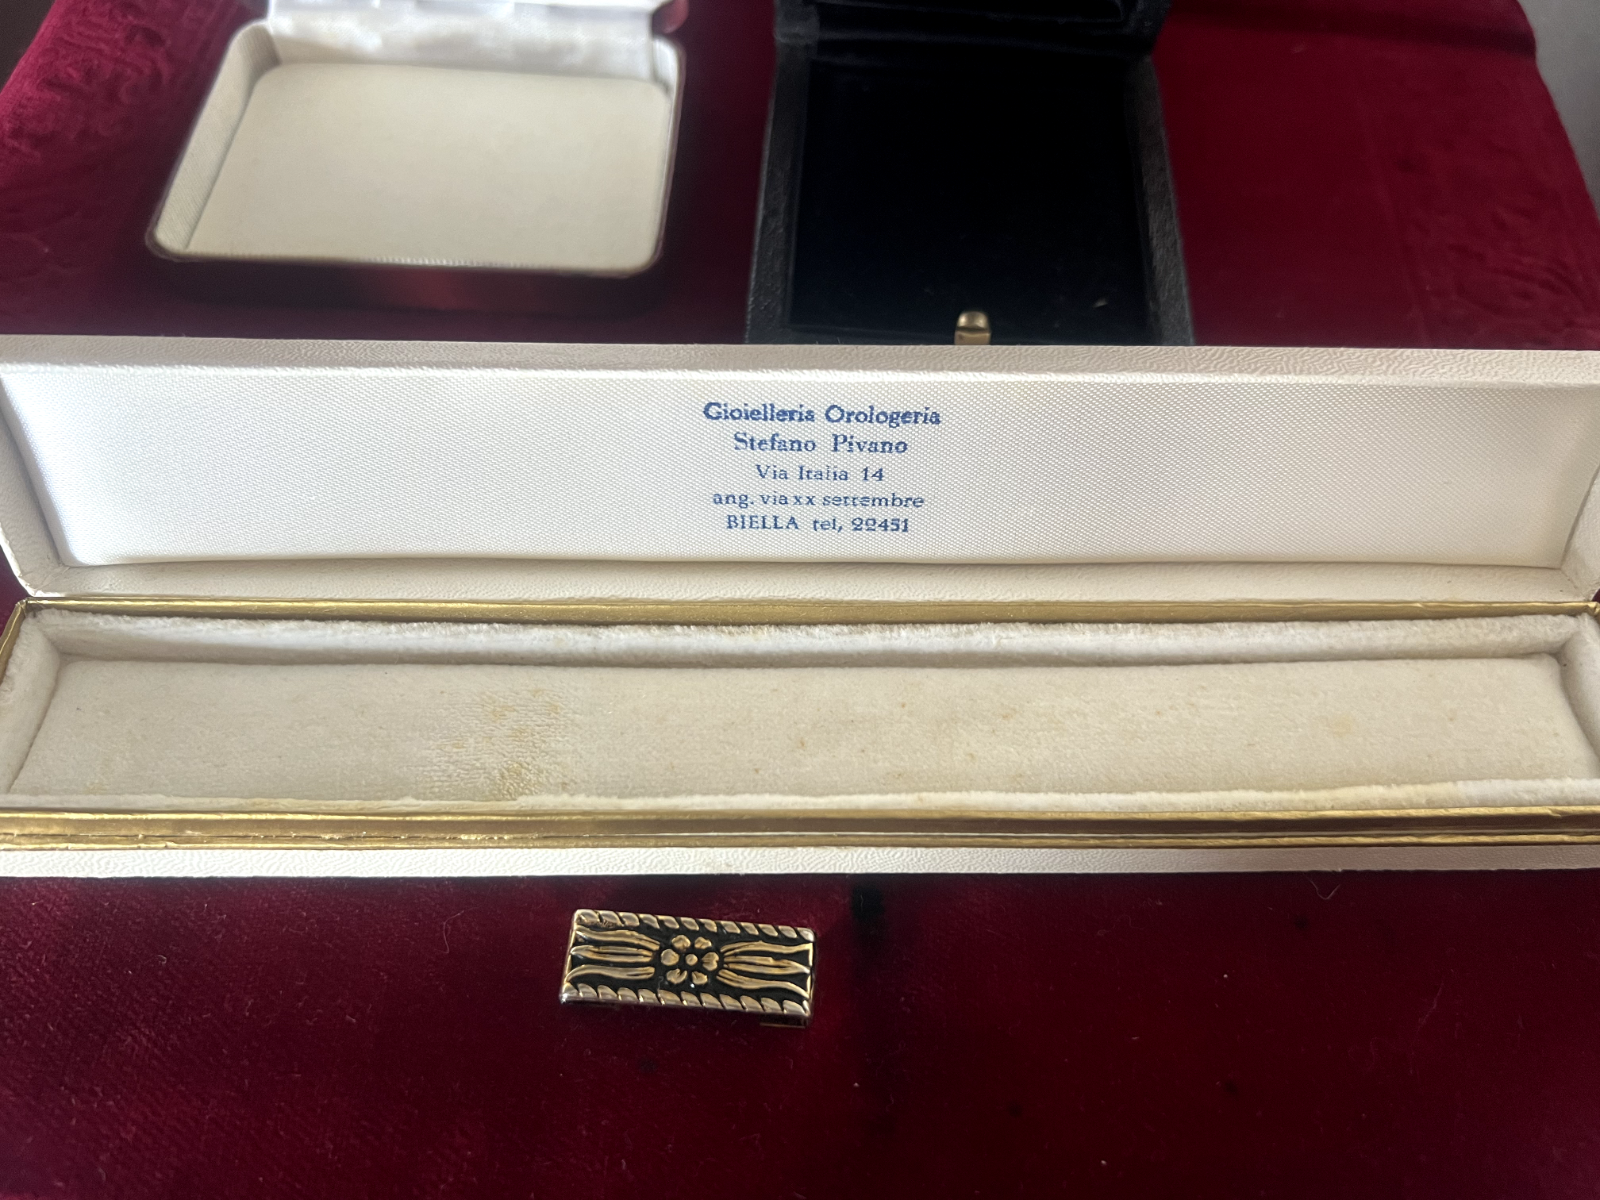 Gioielleria Orologeria
Stefano Pivano
Via Italia 14
ang. via xx settembre
BIELLA tel, 22451